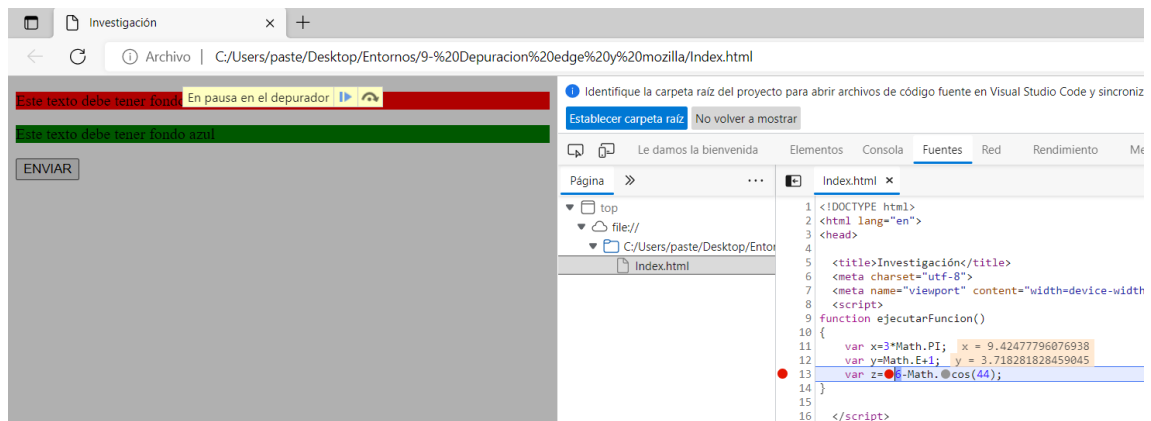 Investigación
Archivo | C:/Users/paste/Desktop/Entornos/9-%20Depuracion%20edge%20y%20mozilla/Index.html
Este texto debe tener fond
En pausa en el depurador
Este texto debe tener fondo azul
ENVIAR
Identifique la carpeta raíz del proyecto para abrir archivos de código fuente en Visual Studio Code y sincroniz
Establecer carpeta raíz No volver a mostrar
Le damos la bienvenida Elementos Consola Fuentes Red Rendimiento Me
Página » ...
top
file://
C:/Users/paste/Desktop/Entor
Index.html
Index.html ×
1 <!DOCTYPE html>
2 <html lang="en">
3 <head>
4
5 <title>Investigación</title>
6 <meta charset="utf-8">
7 <meta name="viewport" content="width=device-width
8 <script>
9 function ejecutarFuncion()
10 {
11 var x=3*Math.PI; x = 9.42477796076938
12 var y=Math.E+1; y = 3.718281828459045
13 var z=6-Math.cos(44);
14 }
15
16 </script>